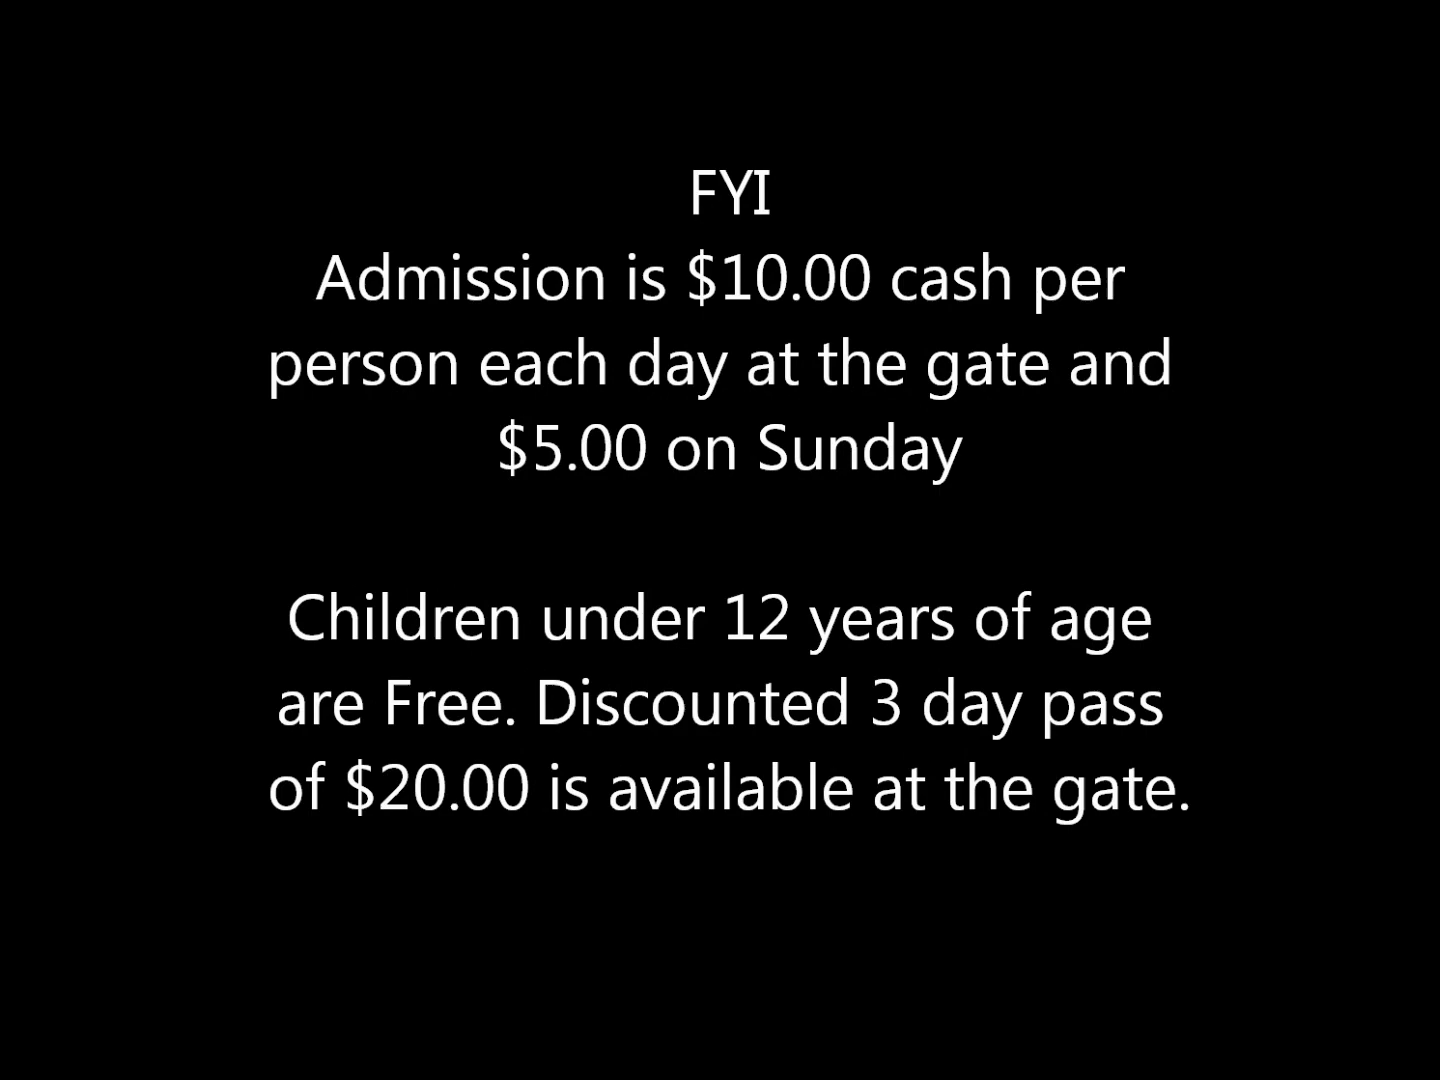 FYI
Admission is $10.00 cash per
person each day at the gate and
$5.00 on Sunday
Children under 12 years of age
are Free. Discounted 3 day pass
of $20.00 is available at the gate.